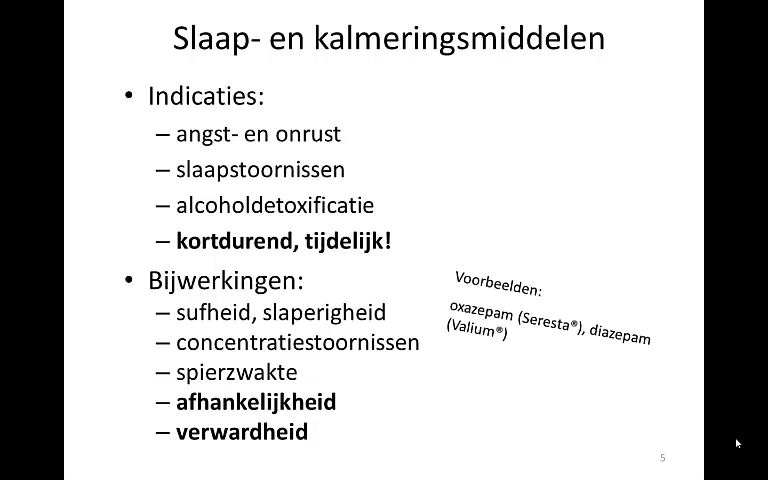 Slaap- en kalmeringsmiddelen
• Indicaties:
– angst- en onrust
– slaapstoornissen
– alcoholdetoxificatie
– kortdurend, tijdelijk!
• Bijwerkingen:
– sufheid, slaperigheid
– concentratiestoornissen
– spierzwakte
– afhankelijkheid
– verwardheid
Voorbeelden:
oxazepam (Seresta®), diazepam
(Valium®)
5